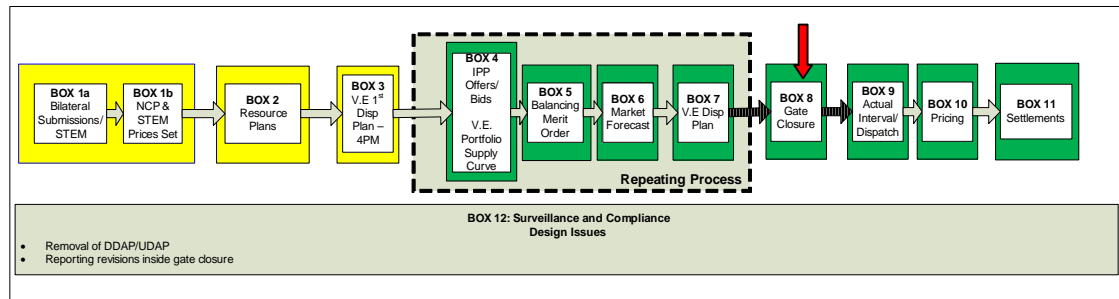 BOX 1a
Bilateral
Submissions/
STEM
BOX 1b
NCP &
STEM
Prices Set
BOX 2
Resource
Plans
BOX 3
V.E 1st
Disp
Plan –
4PM
BOX 4
IPP
Offers/
Bids
V.E.
Portfolio
Supply
Curve
BOX 5
Balancing
Merit
Order
BOX 6
Market
Forecast
BOX 7
V.E Disp
Plan
Repeating Process
BOX 8
Gate
Closure
BOX 9
Actual
Interval/
Dispatch
BOX 10
Pricing
BOX 11
Settlements
BOX 12: Surveillance and Compliance
Design Issues
• Removal of DDAP/UDAP
• Reporting revisions inside gate closure